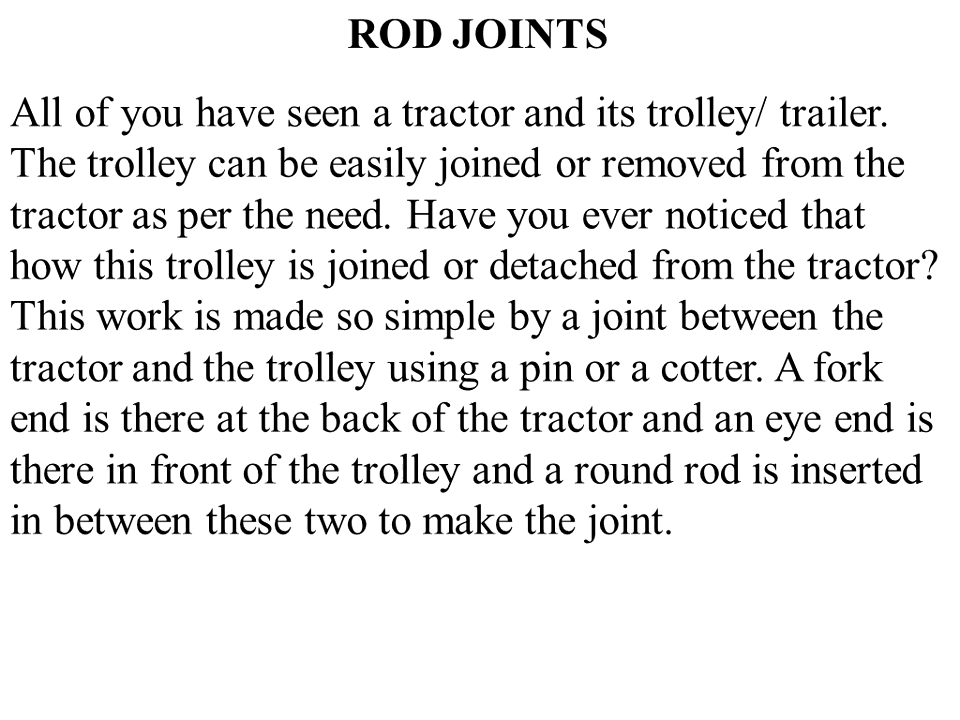 ROD JOINTS
All of you have seen a tractor and its trolley/ trailer.
The trolley can be easily joined or removed from the
tractor as per the need. Have you ever noticed that
how this trolley is joined or detached from the tractor?
This work is made so simple by a joint between the
tractor and the trolley using a pin or a cotter. A fork
end is there at the back of the tractor and an eye end is
there in front of the trolley and a round rod is inserted
in between these two to make the joint.